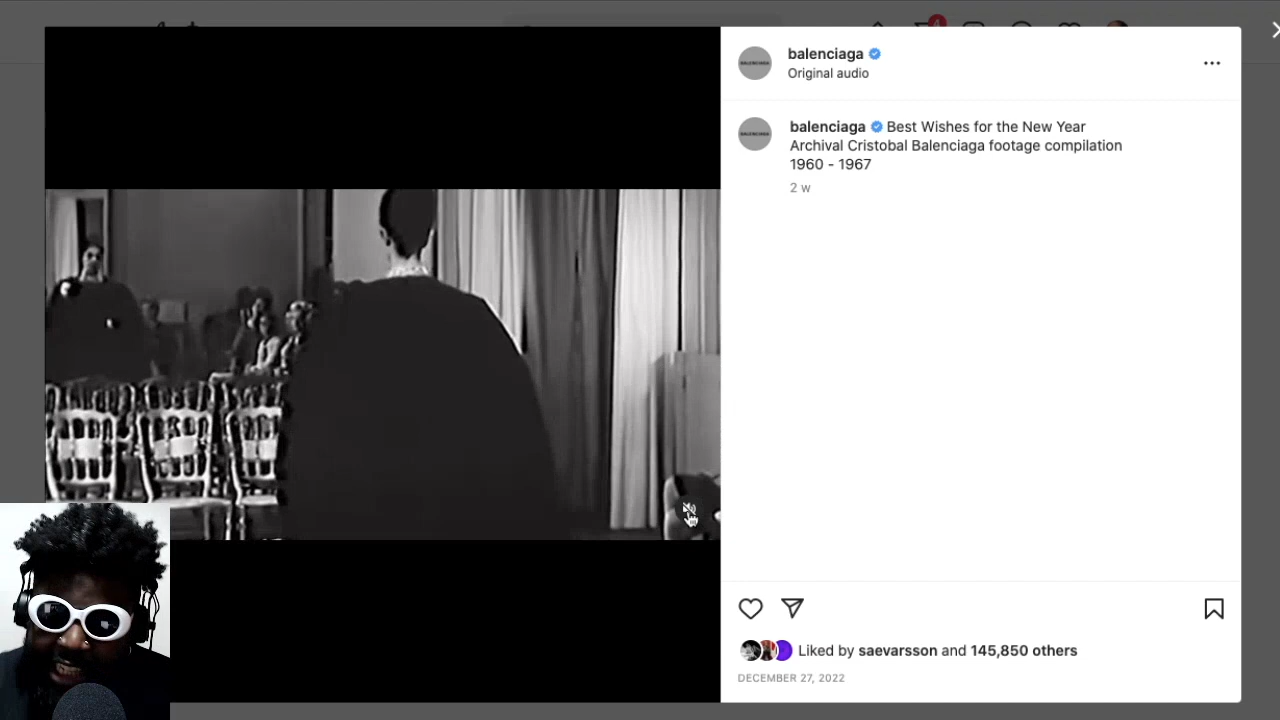 4
balenciaga
Original audio
balenciaga Best Wishes for the New Year
Archival Cristobal Balenciaga footage compilation
1960 - 1967
2 w
Liked by saevarsson and 145,850 others
DECEMBER 27, 2022